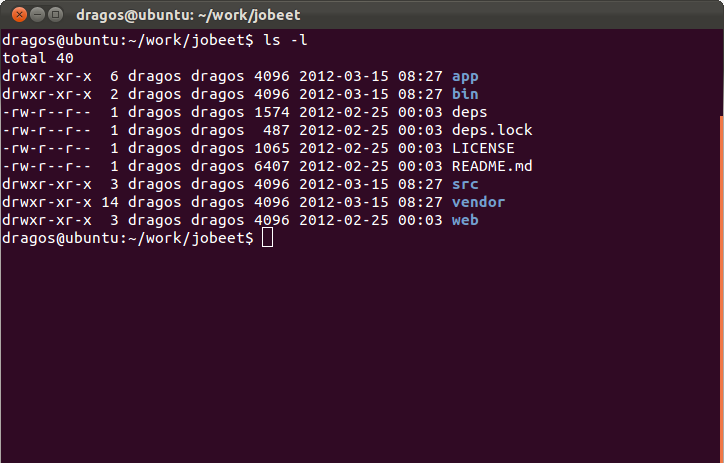 dragos@ubuntu: ~/work/jobeet
dragos@ubuntu:~/work/jobeet$ ls -l
total 40
drwxr-xr-x  6 dragos dragos 4096 2012-03-15 08:27 app
drwxr-xr-x  2 dragos dragos 4096 2012-03-15 08:27 bin
-rw-r--r--  1 dragos dragos 1574 2012-02-25 00:03 deps
-rw-r--r--  1 dragos dragos  487 2012-02-25 00:03 deps.lock
-rw-r--r--  1 dragos dragos 1065 2012-02-25 00:03 LICENSE
-rw-r--r--  1 dragos dragos 6407 2012-02-25 00:03 README.md
drwxr-xr-x  3 dragos dragos 4096 2012-03-15 08:27 src
drwxr-xr-x 14 dragos dragos 4096 2012-03-15 08:27 vendor
drwxr-xr-x  3 dragos dragos 4096 2012-02-25 00:03 web
dragos@ubuntu:~/work/jobeet$